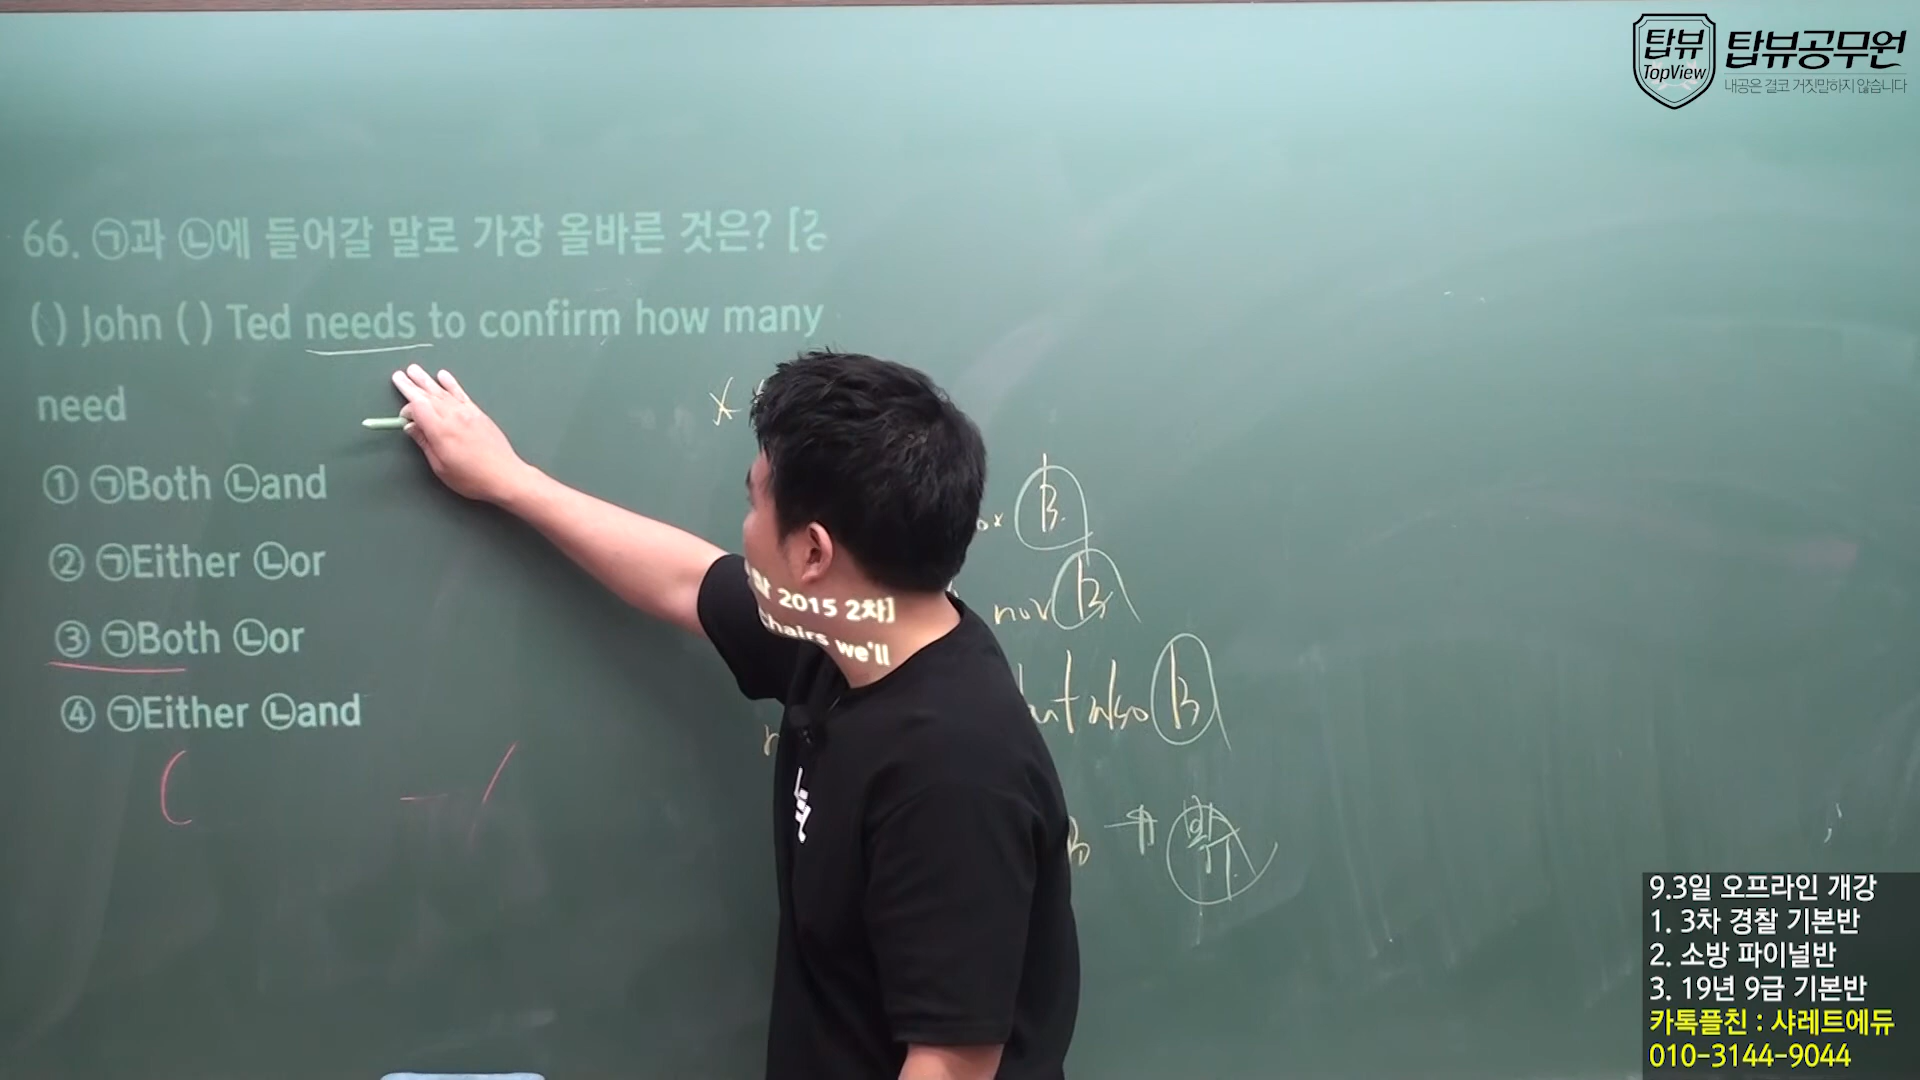 탑뷰
TopView
탑뷰공무원
내공은 결코 거짓말하지 않습니다
66. ㉠과 ㉡에 들어갈 말로 가장 올바른 것은? [
2015 2차]
( ) John ( ) Ted needs to confirm how many
chairs we'll
need
① ㉠Both ㉡and
② ㉠Either ㉡or
③ ㉠Both ㉡or
④ ㉠Either ㉡and
B
nor B
but also B
B
9.3일 오프라인 개강
1. 3차 경찰 기본반
2. 소방 파이널반
3. 19년 9급 기본반
카톡플친 : 샤레트에듀
010-3144-9044